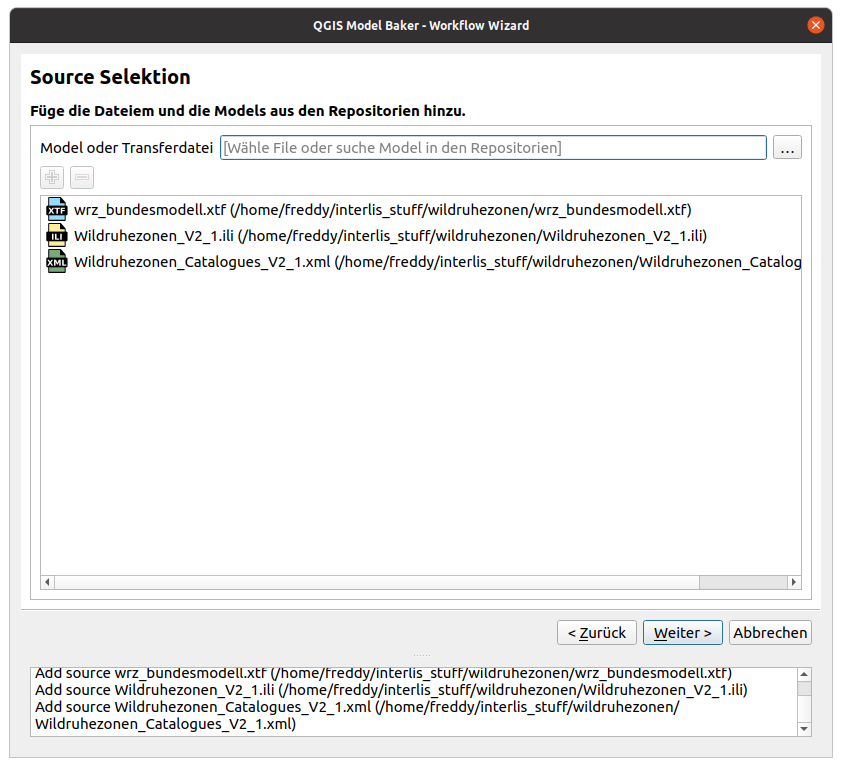 QGIS Model Baker - Workflow Wizard
Source Selektion
Füge die Dateiem und die Models aus den Repositorien hinzu.
Model oder Transferdatei [Wähle File oder suche Model in den Repositorien] ...
XTF wrz_bundesmodell.xtf (/home/freddy/interlis_stuff/wildruhezonen/wrz_bundesmodell.xtf)
ILI Wildruhezonen_V2_1.ili (/home/freddy/interlis_stuff/wildruhezonen/Wildruhezonen_V2_1.ili)
XML Wildruhezonen_Catalogues_V2_1.xml (/home/freddy/interlis_stuff/wildruhezonen/Wildruhezonen_Catalog
< Zurück Weiter > Abbrechen
Add source wrz_bundesmodell.xtf (/home/freddy/interlis_stuff/wildruhezonen/wrz_bundesmodell.xtf)
Add source Wildruhezonen_V2_1.ili (/home/freddy/interlis_stuff/wildruhezonen/Wildruhezonen_V2_1.ili)
Add source Wildruhezonen_Catalogues_V2_1.xml (/home/freddy/interlis_stuff/wildruhezonen/
Wildruhezonen_Catalogues_V2_1.xml)